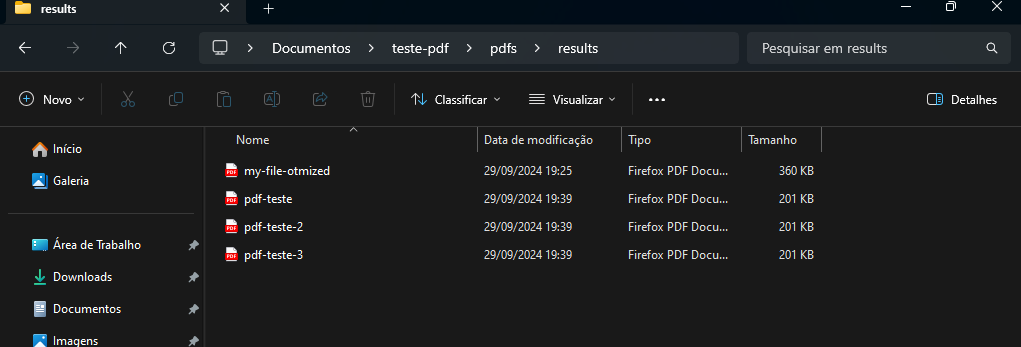 results
Documentos > teste-pdf > pdfs > results
Pesquisar em results
Novo
Classificar
Visualizar
Detalhes
Início
Galeria
Área de Trabalho
Downloads
Documentos
Imagens
Nome Data de modificação Tipo Tamanho
PDF my-file-otmized 29/09/2024 19:25 Firefox PDF Docu... 360 KB
PDF pdf-teste 29/09/2024 19:39 Firefox PDF Docu... 201 KB
PDF pdf-teste-2 29/09/2024 19:39 Firefox PDF Docu... 201 KB
PDF pdf-teste-3 29/09/2024 19:39 Firefox PDF Docu... 201 KB